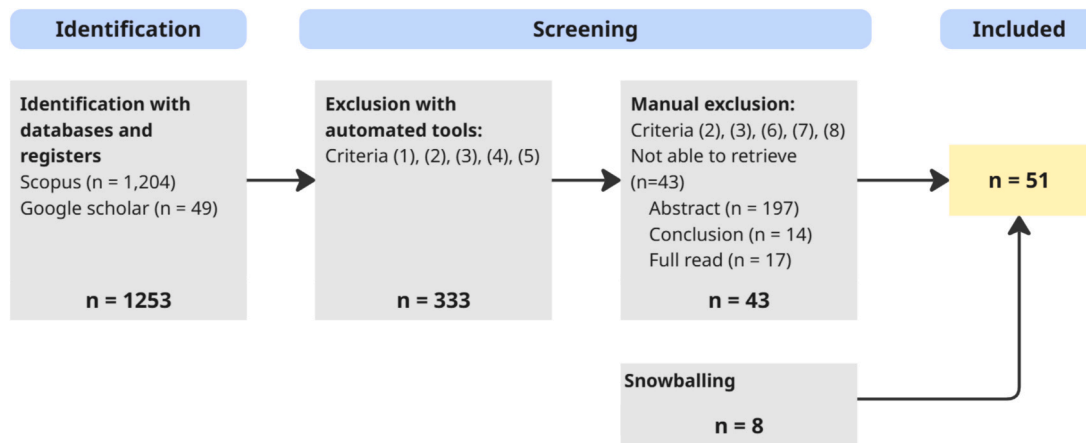 Identification
Screening
Included
Identification with
databases and
registers
Scopus (n = 1,204)
Google scholar (n = 49)
n = 1253
Exclusion with
automated tools:
Criteria (1), (2), (3), (4), (5)
n = 333
Manual exclusion:
Criteria (2), (3), (6), (7), (8)
Not able to retrieve
(n=43)
Abstract (n = 197)
Conclusion (n = 14)
Full read (n = 17)
n = 43
n = 51
Snowballing
n = 8